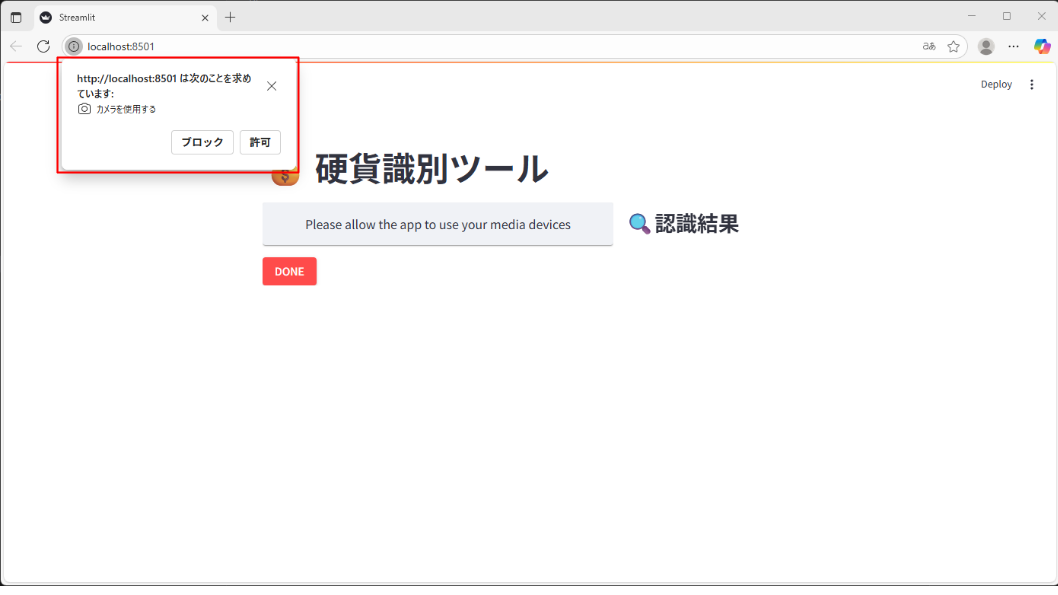 Streamlit
localhost:8501
ああ
http://localhost:8501 は次のことを求め
ています:
カメラを使用する
ブロック 許可
Deploy
$ 硬貨識別ツール
Please allow the app to use your media devices
認識結果
DONE